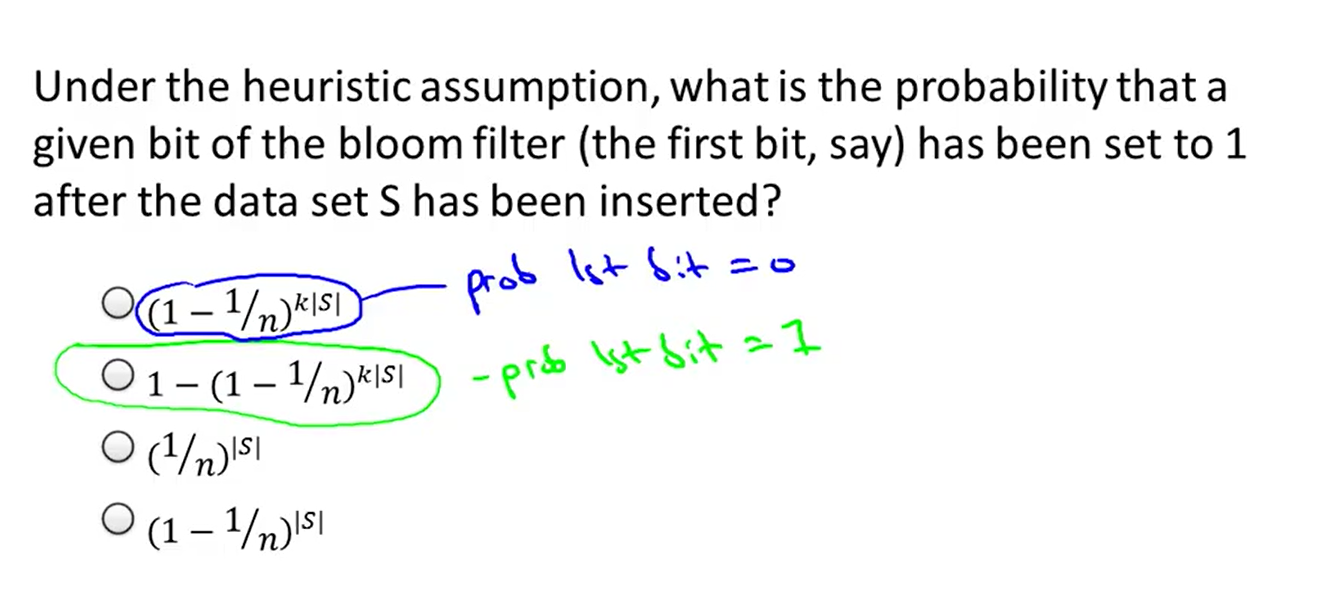 Under the heuristic assumption, what is the probability that a
given bit of the bloom filter (the first bit, say) has been set to 1
after the data set S has been inserted?
(1 − 1/n)^k|S| prob 1st bit = 0
1 − (1 − 1/n)^k|S| - prob 1st bit = 1
(1/n)^|S|
(1 − 1/n)^|S|